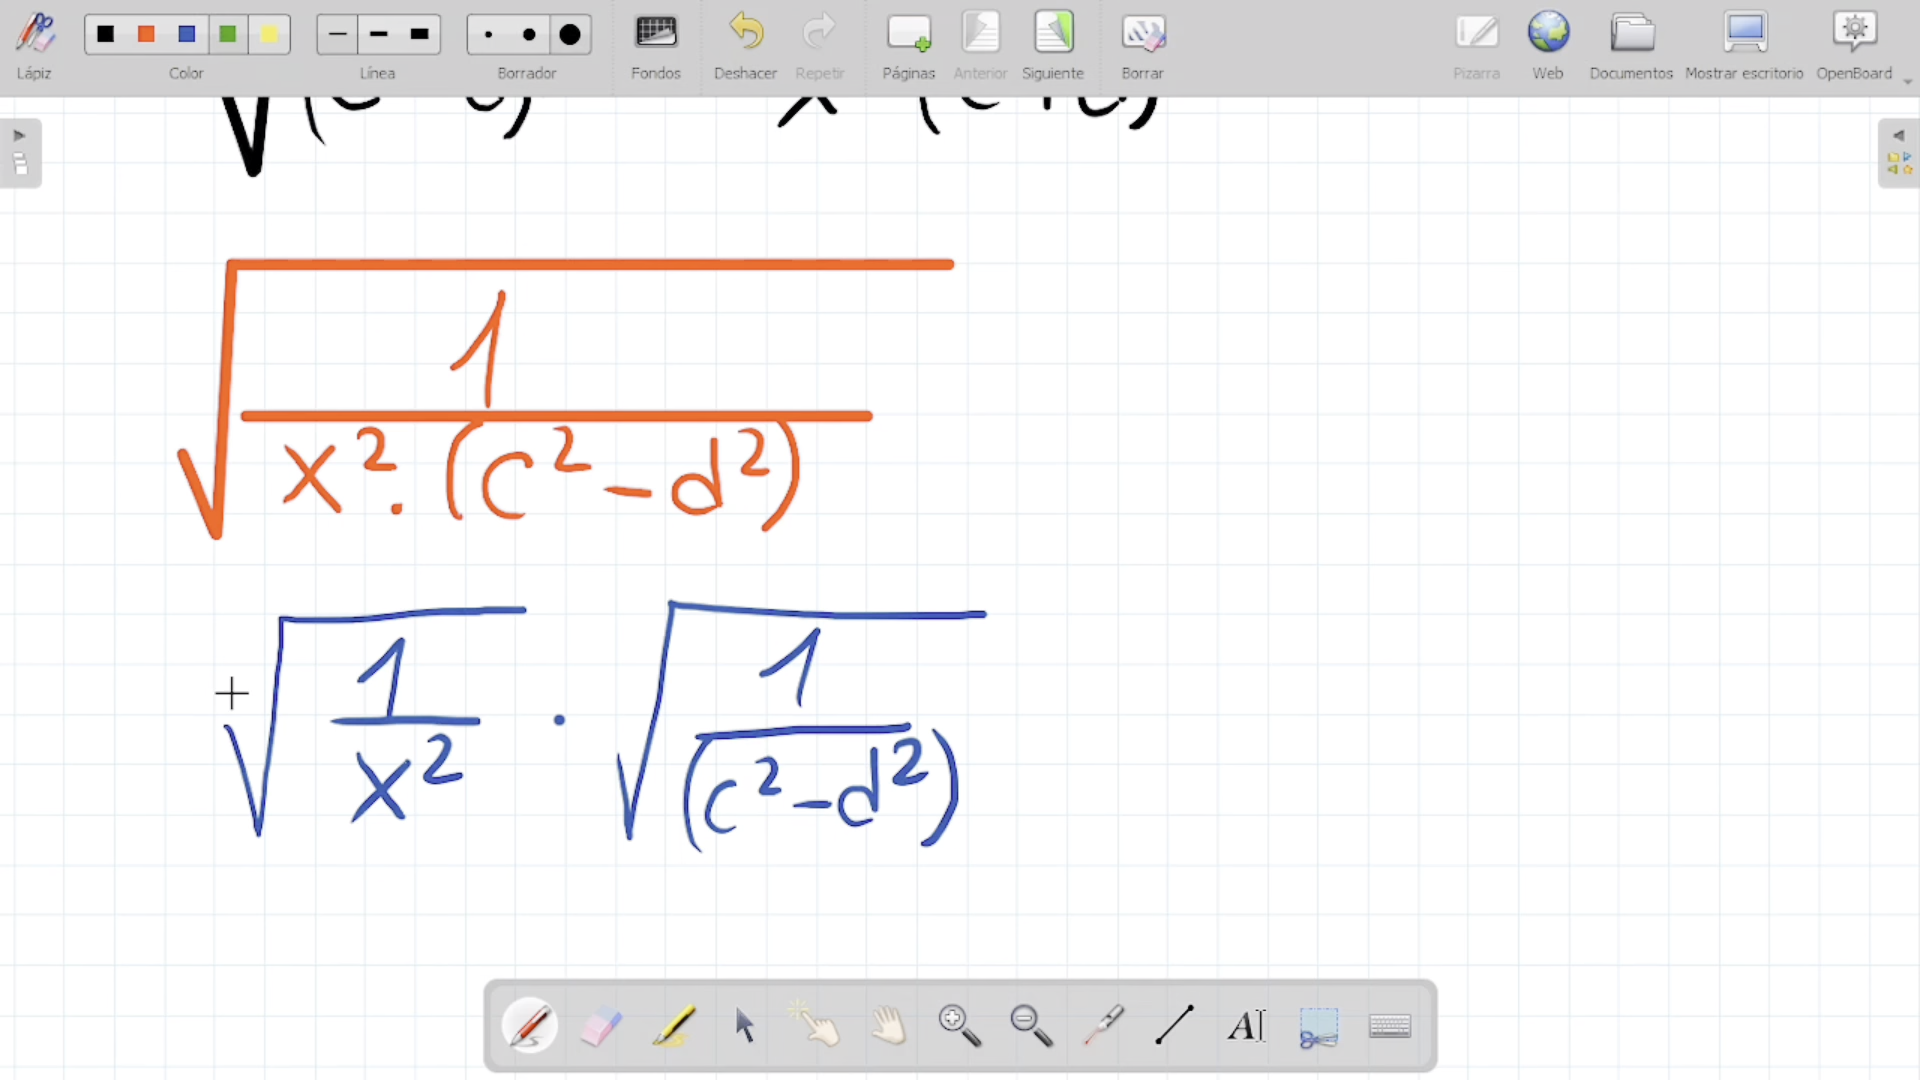 Lápiz Color Línea Borrador Fondos Deshacer Repetir Páginas Anterior Siguiente Borrar Pizarra Web Documentos Mostrar escritorio OpenBoard
√1/(x².(c²-d²))
√1/x² · √1/(c²-d²)
A